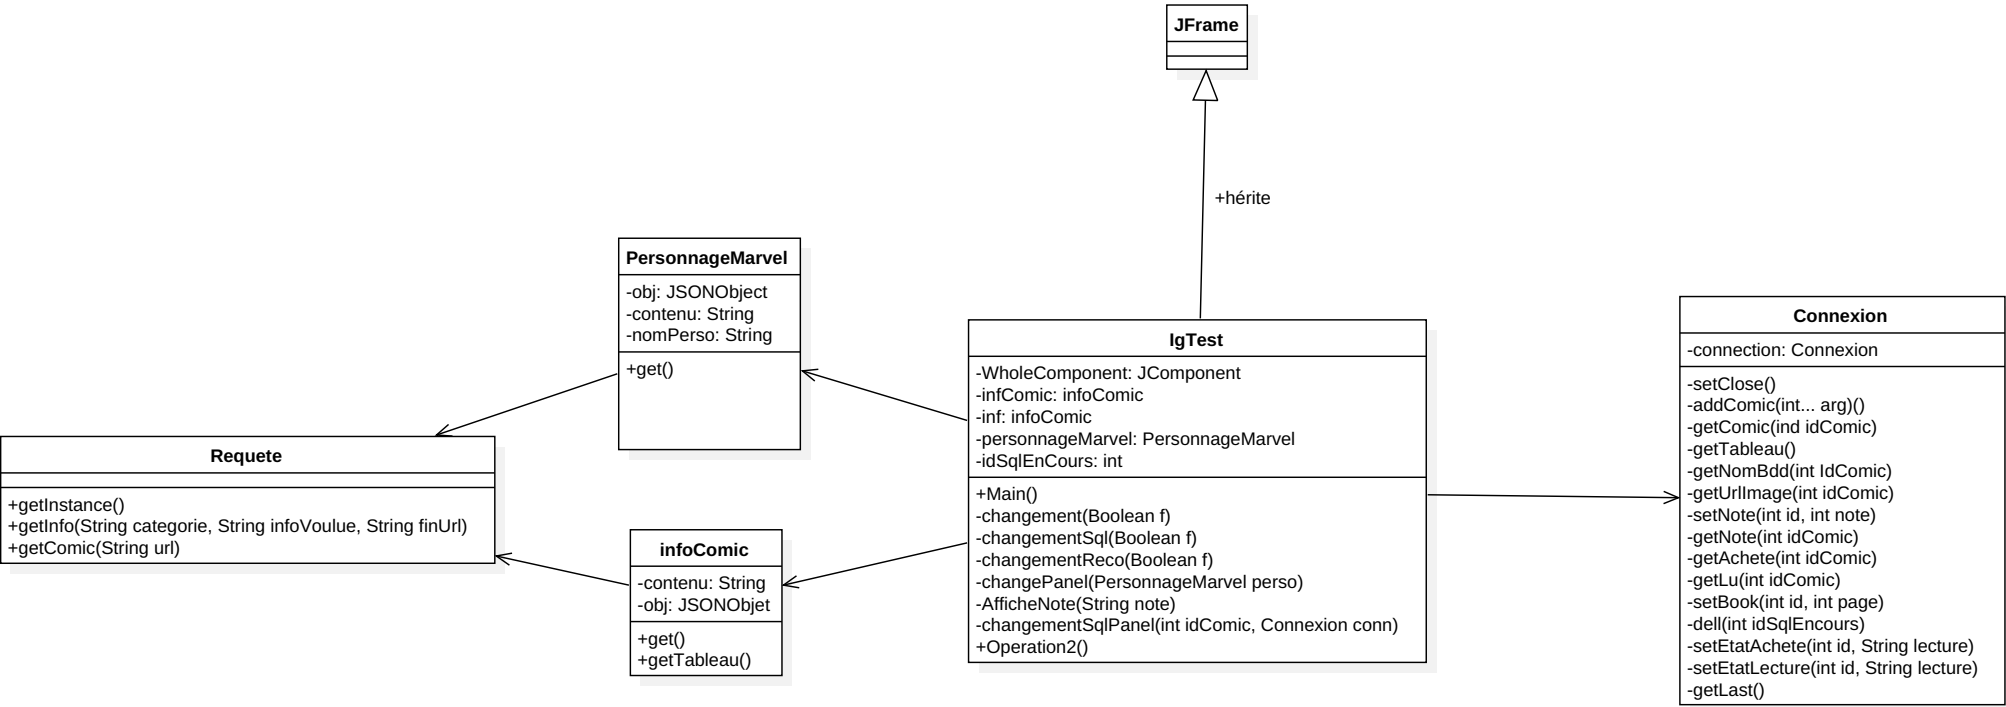 JFrame
+hérite
PersonnageMarvel
-obj: JSONObject
-contenu: String
-nomPerso: String
+get()
Requete
+getInstance()
+getInfo(String categorie, String infoVoulue, String finUrl)
+getComic(String url)
infoComic
-contenu: String
-obj: JSONObjet
+get()
+getTableau()
IgTest
-WholeComponent: JComponent
-infComic: infoComic
-inf: infoComic
-personnageMarvel: PersonnageMarvel
-idSqlEnCours: int
+Main()
-changement(Boolean f)
-changementSql(Boolean f)
-changementReco(Boolean f)
-changePanel(PersonnageMarvel perso)
-AfficheNote(String note)
-changementSqlPanel(int idComic, Connexion conn)
+Operation2()
Connexion
-connection: Connexion
-setClose()
-addComic(int... arg)()
-getComic(ind idComic)
-getTableau()
-getNomBdd(int IdComic)
-getUrlImage(int idComic)
-setNote(int id, int note)
-getNote(int idComic)
-getAchete(int idComic)
-getLu(int idComic)
-setBook(int id, int page)
-dell(int idSqlEncours)
-setEtatAchete(int id, String lecture)
-setEtatLecture(int id, String lecture)
-getLast()